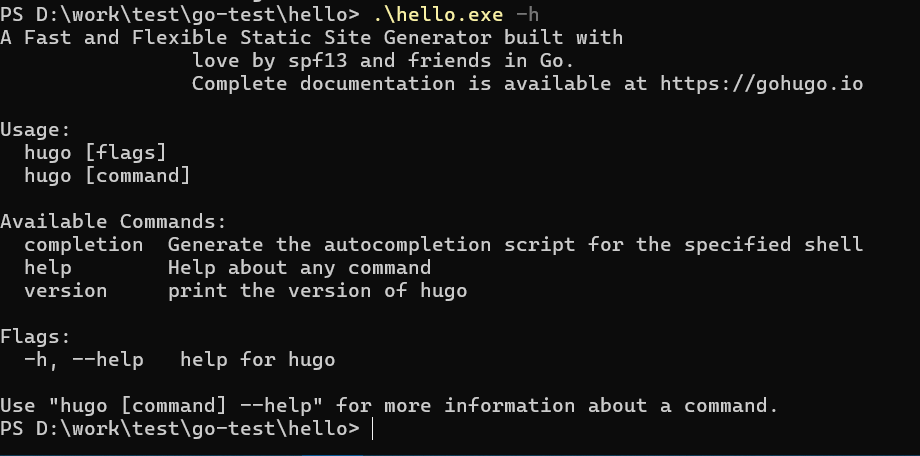 PS D:\work\test\go-test\hello> .\hello.exe -h
A Fast and Flexible Static Site Generator built with
                love by spf13 and friends in Go.
                Complete documentation is available at https://gohugo.io

Usage:
  hugo [flags]
  hugo [command]

Available Commands:
  completion  Generate the autocompletion script for the specified shell
  help        Help about any command
  version     print the version of hugo

Flags:
  -h, --help   help for hugo

Use "hugo [command] --help" for more information about a command.
PS D:\work\test\go-test\hello>